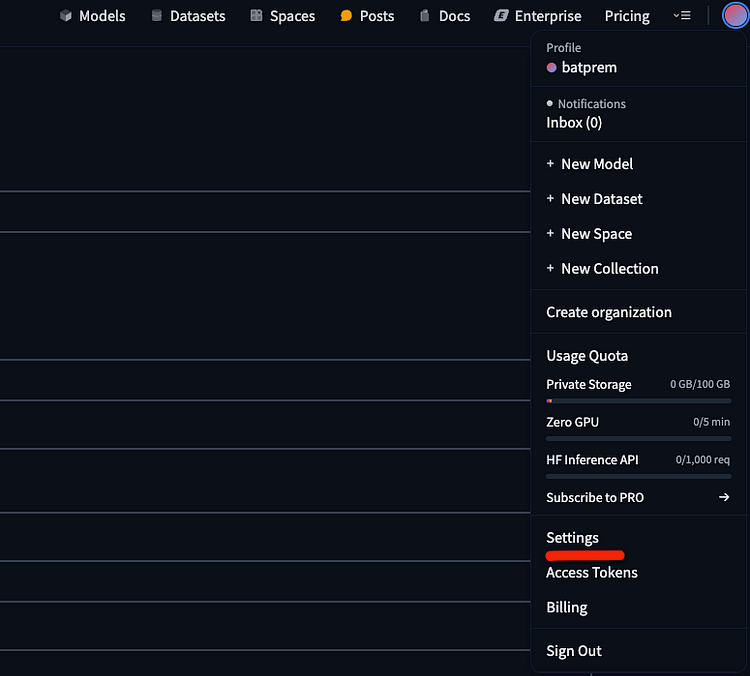 Models Datasets Spaces Posts Docs Enterprise Pricing
Profile
batprem
Notifications
Inbox (0)
+ New Model
+ New Dataset
+ New Space
+ New Collection
Create organization
Usage Quota
Private Storage 0 GB/100 GB
Zero GPU 0/5 min
HF Inference API 0/1,000 req
Subscribe to PRO →
Settings
Access Tokens
Billing
Sign Out